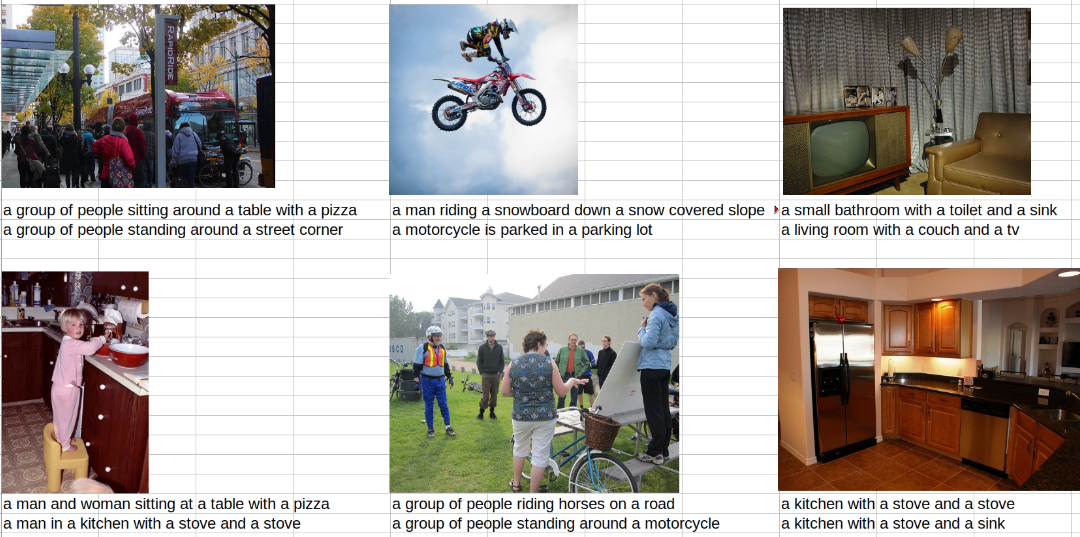 RAPIDRIDE
a group of people sitting around a table with a pizza
a group of people standing around a street corner
a man riding a snowboard down a snow covered slope
a motorcycle is parked in a parking lot
a small bathroom with a toilet and a sink
a living room with a couch and a tv
a man and woman sitting at a table with a pizza
a man in a kitchen with a stove and a stove
a group of people riding horses on a road
a group of people standing around a motorcycle
a kitchen with a stove and a stove
a kitchen with a stove and a sink